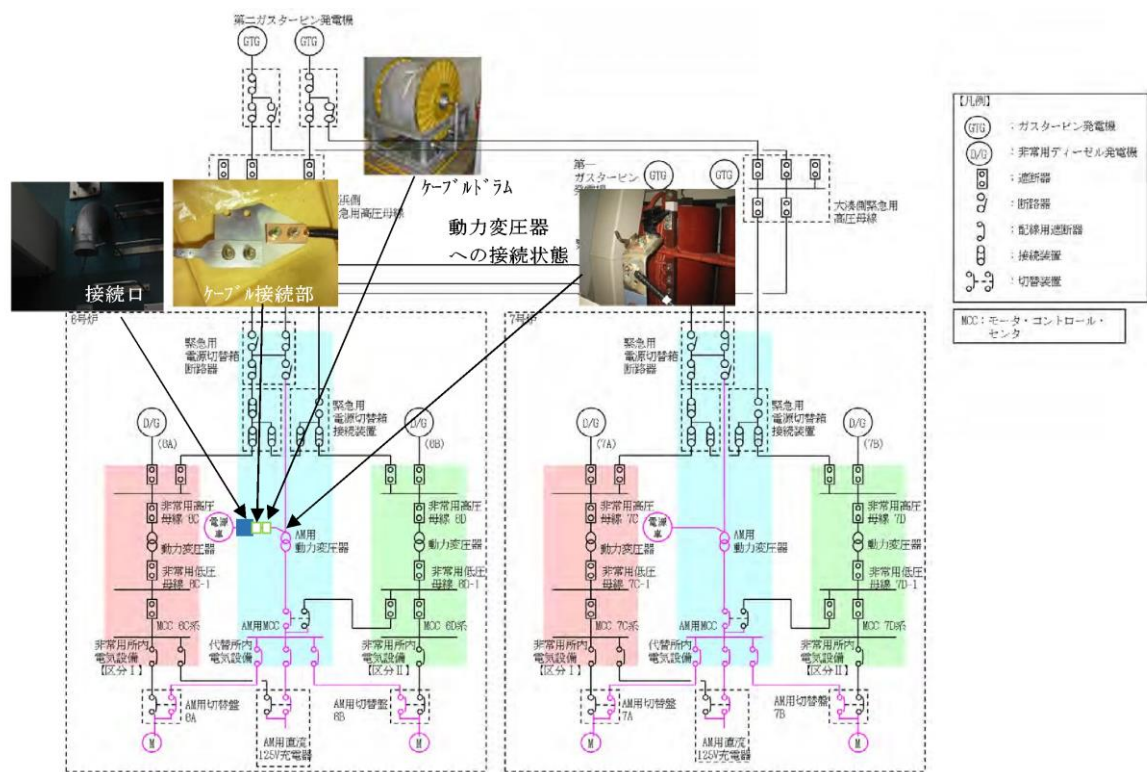 第二ガスタービン発電機
GTG
GTG
ケーブルドラム
第一
ガスタービン
GTG
GTG
動力変圧器
への接続状態
浜側
急用高圧母線
大湊側緊急用
高圧母線
接続口
ケーブル接続部
【凡例】
GTG
:ガスタービン発電機
D/G
:非常用ディーゼル発電機
:遮断器
:断路器
:配線用遮断器
:接続装置
:切替装置
MCC:モータ・コントロール・
センタ
6号炉
緊急用
電源切替箱
断路器
緊急用
電源切替箱
接続装置
D/G
(6A)
D/G
(6B)
非常用高圧
母線 6C
非常用高圧
母線 6D
電源
車
AM用
動力変圧器
動力変圧器
動力変圧器
非常用低圧
母線 6C-1
非常用低圧
母線 6D-1
MCC 6C系
AM用MCC
MCC 6D系
非常用所内
電気設備
【区分Ⅰ】
代替所内
電気設備
非常用所内
電気設備
【区分Ⅱ】
AM用切替盤
6A
AM用切替盤
6B
M
AM用直流
125V充電器
M
7号炉
緊急用
電源切替箱
断路器
緊急用
電源切替箱
接続装置
D/G
(7A)
D/G
(7B)
非常用高圧
母線 7C
非常用高圧
母線 7D
電源
車
AM用
動力変圧器
動力変圧器
動力変圧器
非常用低圧
母線 7C-1
非常用低圧
母線 7D-1
MCC 7C系
AM用MCC
MCC 7D系
非常用所内
電気設備
【区分Ⅰ】
代替所内
電気設備
非常用所内
電気設備
【区分Ⅱ】
AM用切替盤
7A
AM用切替盤
7B
M
AM用直流
125V充電器
M